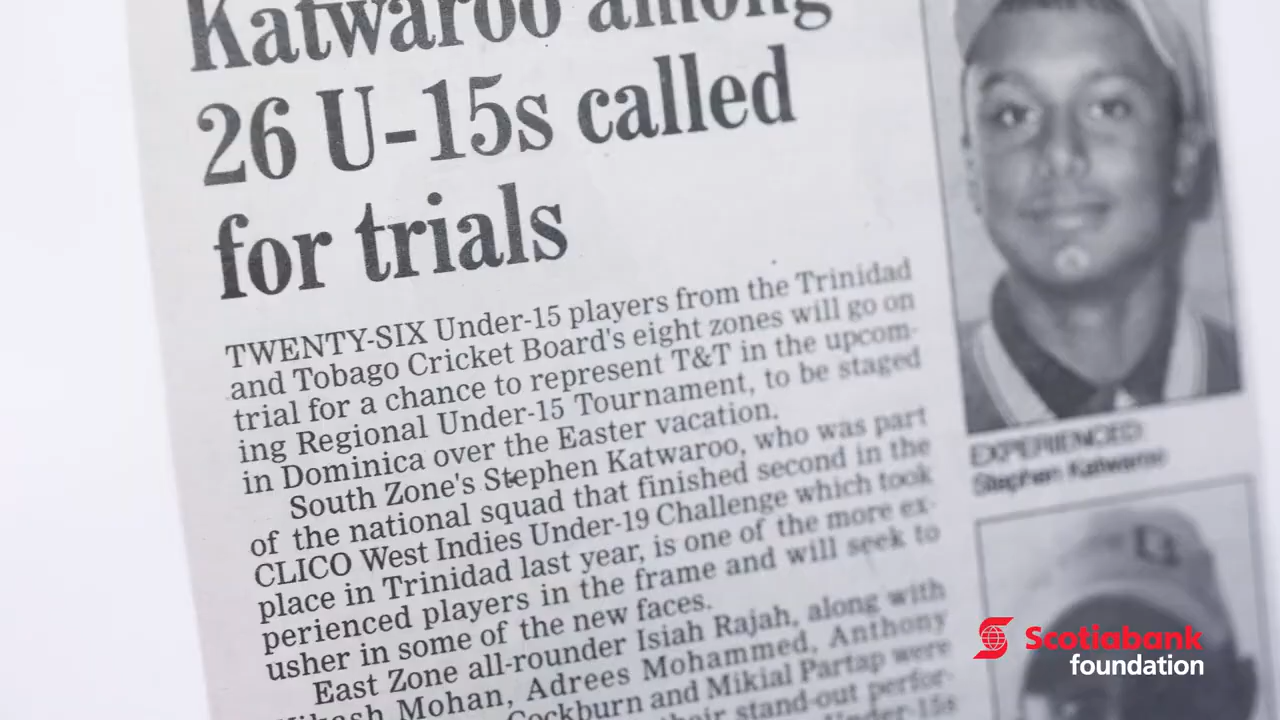 Katwaroo among
26 U-15s called
for trials
TWENTY-SIX Under-15 players from the Trinidad
and Tobago Cricket Board's eight zones will go on
trial for a chance to represent T&T in the upcom-
ing Regional Under-15 Tournament, to be staged
in Dominica over the Easter vacation.
South Zone's Stephen Katwaroo, who was part
of the national squad that finished second in the
CLICO West Indies Under-19 Challenge which took
place in Trinidad last year, is one of the more ex-
perienced players in the frame and will seek to
usher in some of the new faces.
East Zone all-rounder Isiah Rajah, along with
Mohan, Adrees Mohammed, Anthony
Cockburn and Mikial Partap were
their stand-out perfor-
Under-15s
EXPERIENCED
Stephen Katwaroo
Scotiabank
foundation